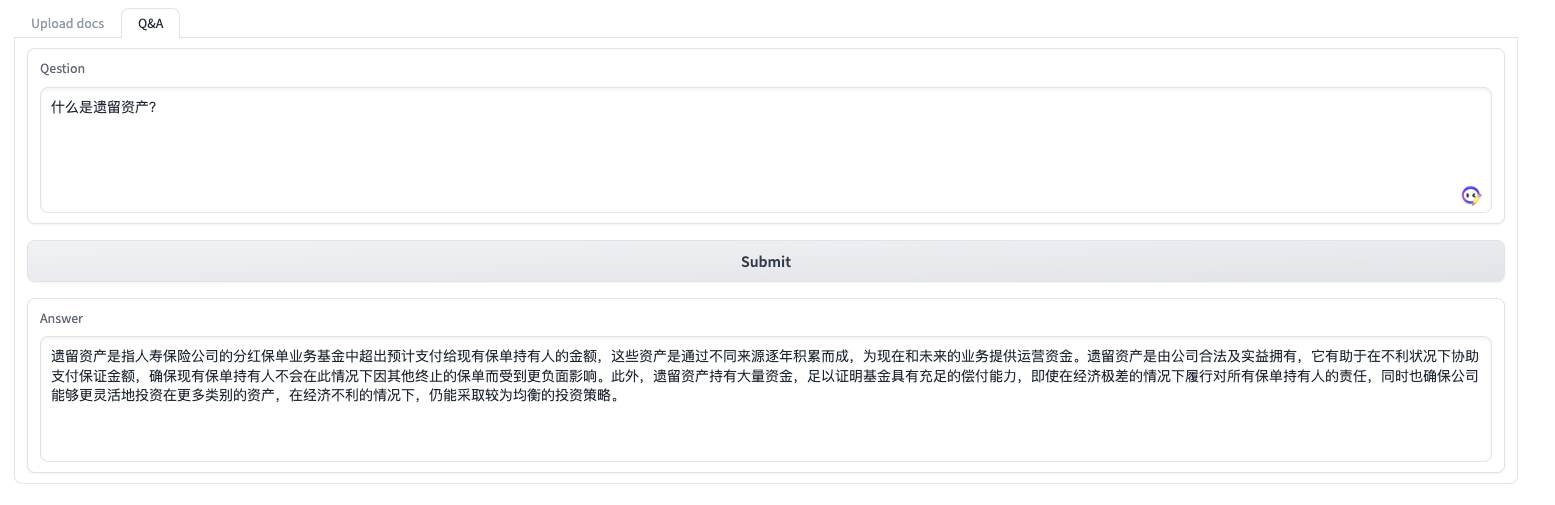 Upload docs
Q&A
Qestion
什么是遗留资产?
Submit
Answer
遗留资产是指人寿保险公司的分红保单业务基金中超出预计支付给现有保单持有人的金额，这些资产是通过不同来源逐年积累而成，为现在和未来的业务提供运营资金。遗留资产是由公司合法及实益拥有，它有助于在不利状况下协助
支付保证金额，确保现有保单持有人不会在此情况下因其他终止的保单而受到更负面影响。此外，遗留资产持有大量资金，足以证明基金具有充足的偿付能力，即使在经济极差的情况下履行对所有保单持有人的责任，同时也确保公司
能够更灵活地投资在更多类别的资产，在经济不利的情况下，仍能采取较为均衡的投资策略。